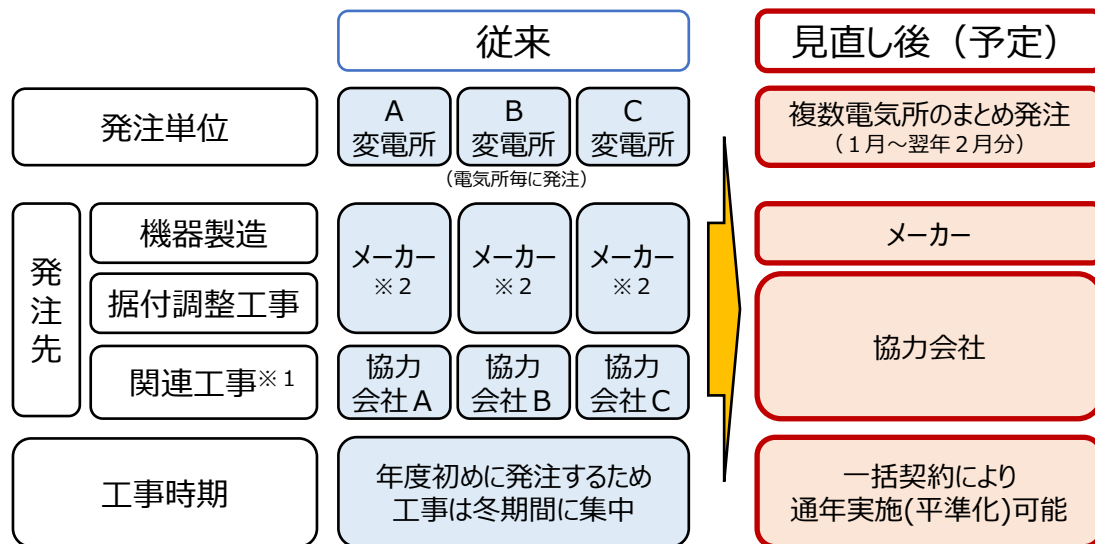 従来
見直し後（予定）
発注単位
A
変電所
B
変電所
C
変電所
（電気所毎に発注）
複数電気所のまとめ発注
（１月～翌年２月分）
発注先
機器製造
据付調整工事
関連工事※１
メーカー
※２
メーカー
※２
メーカー
※２
協力
会社A
協力
会社B
協力
会社C
メーカー
協力会社
工事時期
年度初めに発注するため
工事は冬期間に集中
一括契約により
通年実施(平準化)可能